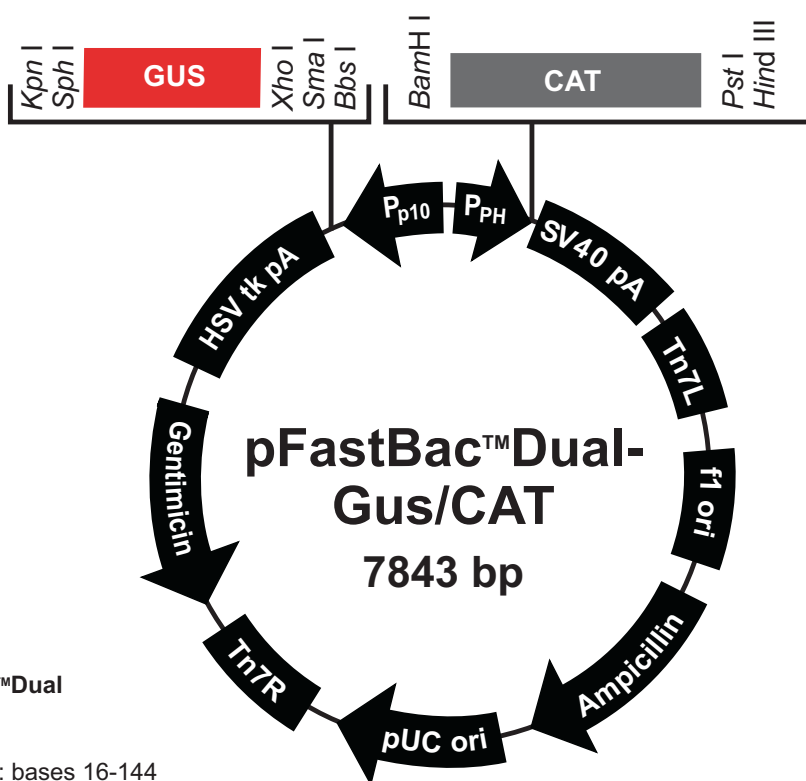 Kpn I
Sph I
GUS
Xho I
Sma I
Bbs I
BamH I
CAT
Pst I
Hind III
Pp10
PPH
SV40 pA
Tn7L
f1 ori
Ampicillin
pUC ori
Tn7R
Gentimicin
HSV tk pA
pFastBac™Dual-
Gus/CAT
7843 bp
™Dual
: bases 16-144